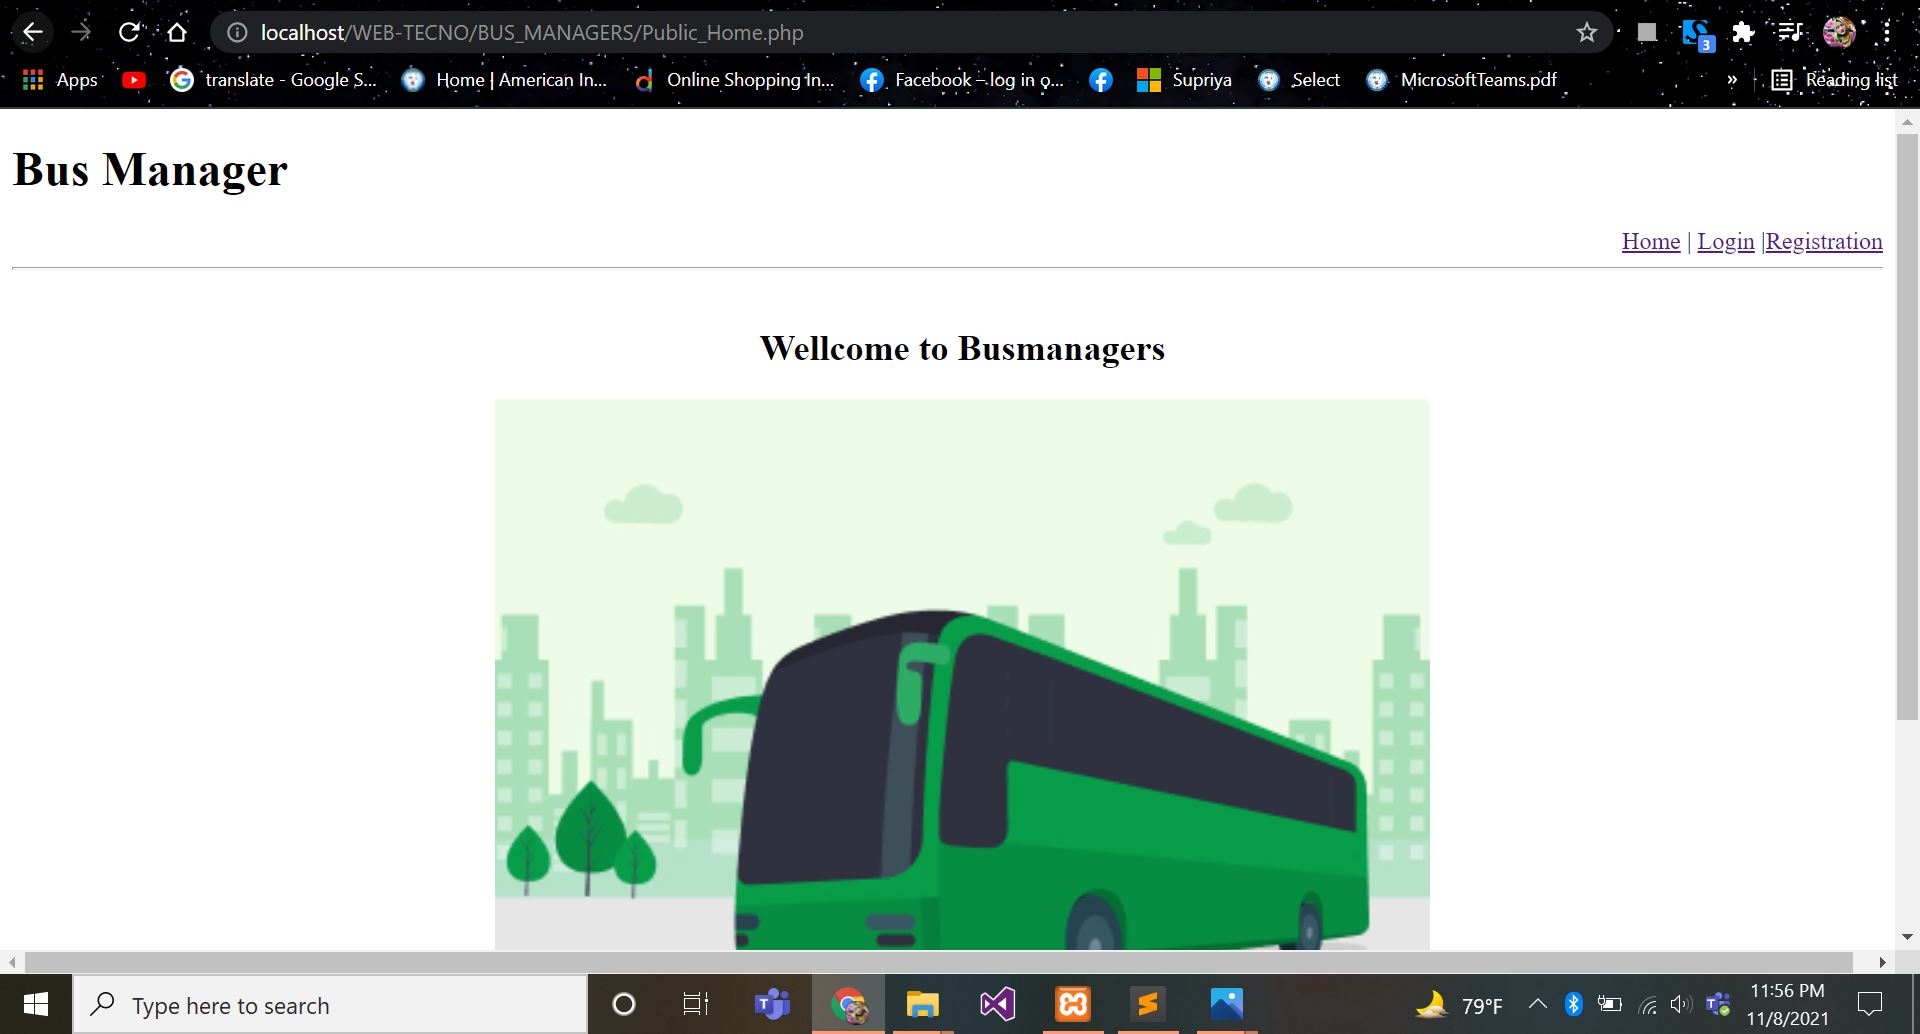 localhost/WEB-TECNO/BUS_MANAGERS/Public_Home.php
3
Apps translate - Google S... Home | American In... Online Shopping In... Facebook – log in o... Supriya Select MicrosoftTeams.pdf » Reading list
Bus Manager
Home | Login |Registration
Wellcome to Busmanagers
Type here to search
79°F
11:56 PM
11/8/2021